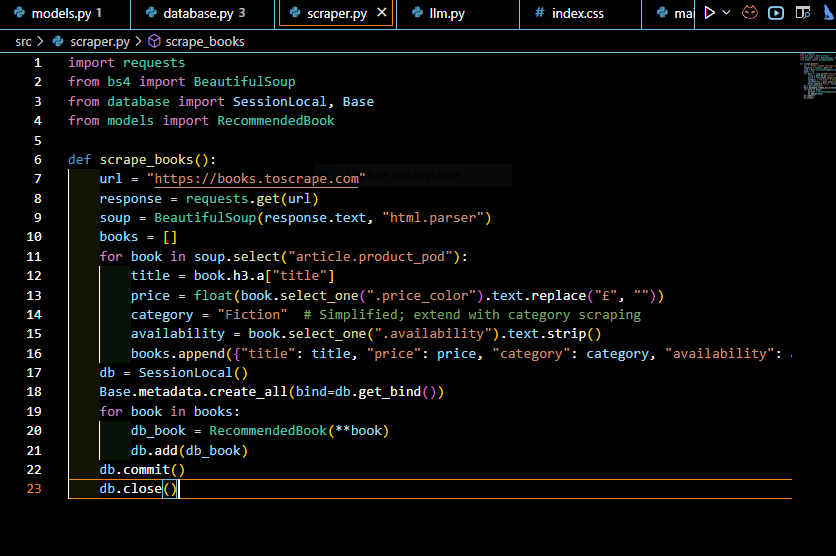 models.py 1 database.py 3 scraper.py × llm.py # index.css mai
src > scraper.py > scrape_books
1 import requests
2 from bs4 import BeautifulSoup
3 from database import SessionLocal, Base
4 from models import RecommendedBook
5
6 def scrape_books():
7 url = "https://books.toscrape.com"
8 response = requests.get(url)
9 soup = BeautifulSoup(response.text, "html.parser")
10 books = []
11 for book in soup.select("article.product_pod"):
12 title = book.h3.a["title"]
13 price = float(book.select_one(".price_color").text.replace("£", ""))
14 category = "Fiction" # Simplified; extend with category scraping
15 availability = book.select_one(".availability").text.strip()
16 books.append({"title": title, "price": price, "category": category, "availability":
17 db = SessionLocal()
18 Base.metadata.create_all(bind=db.get_bind())
19 for book in books:
20 db_book = RecommendedBook(**book)
21 db.add(db_book)
22 db.commit()
23 db.close()